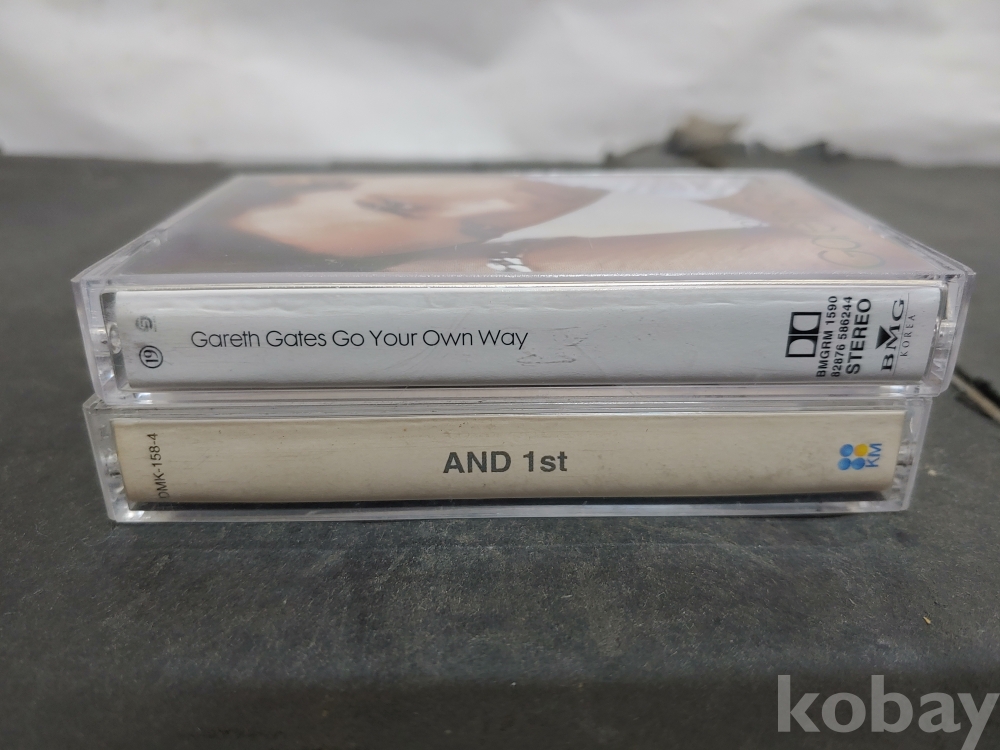 19
Gareth Gates Go Your Own Way
BMGRM 1590
82876 586244
STEREO
BMG
KOREA
DMK-158-4
AND 1st
KM
kobay